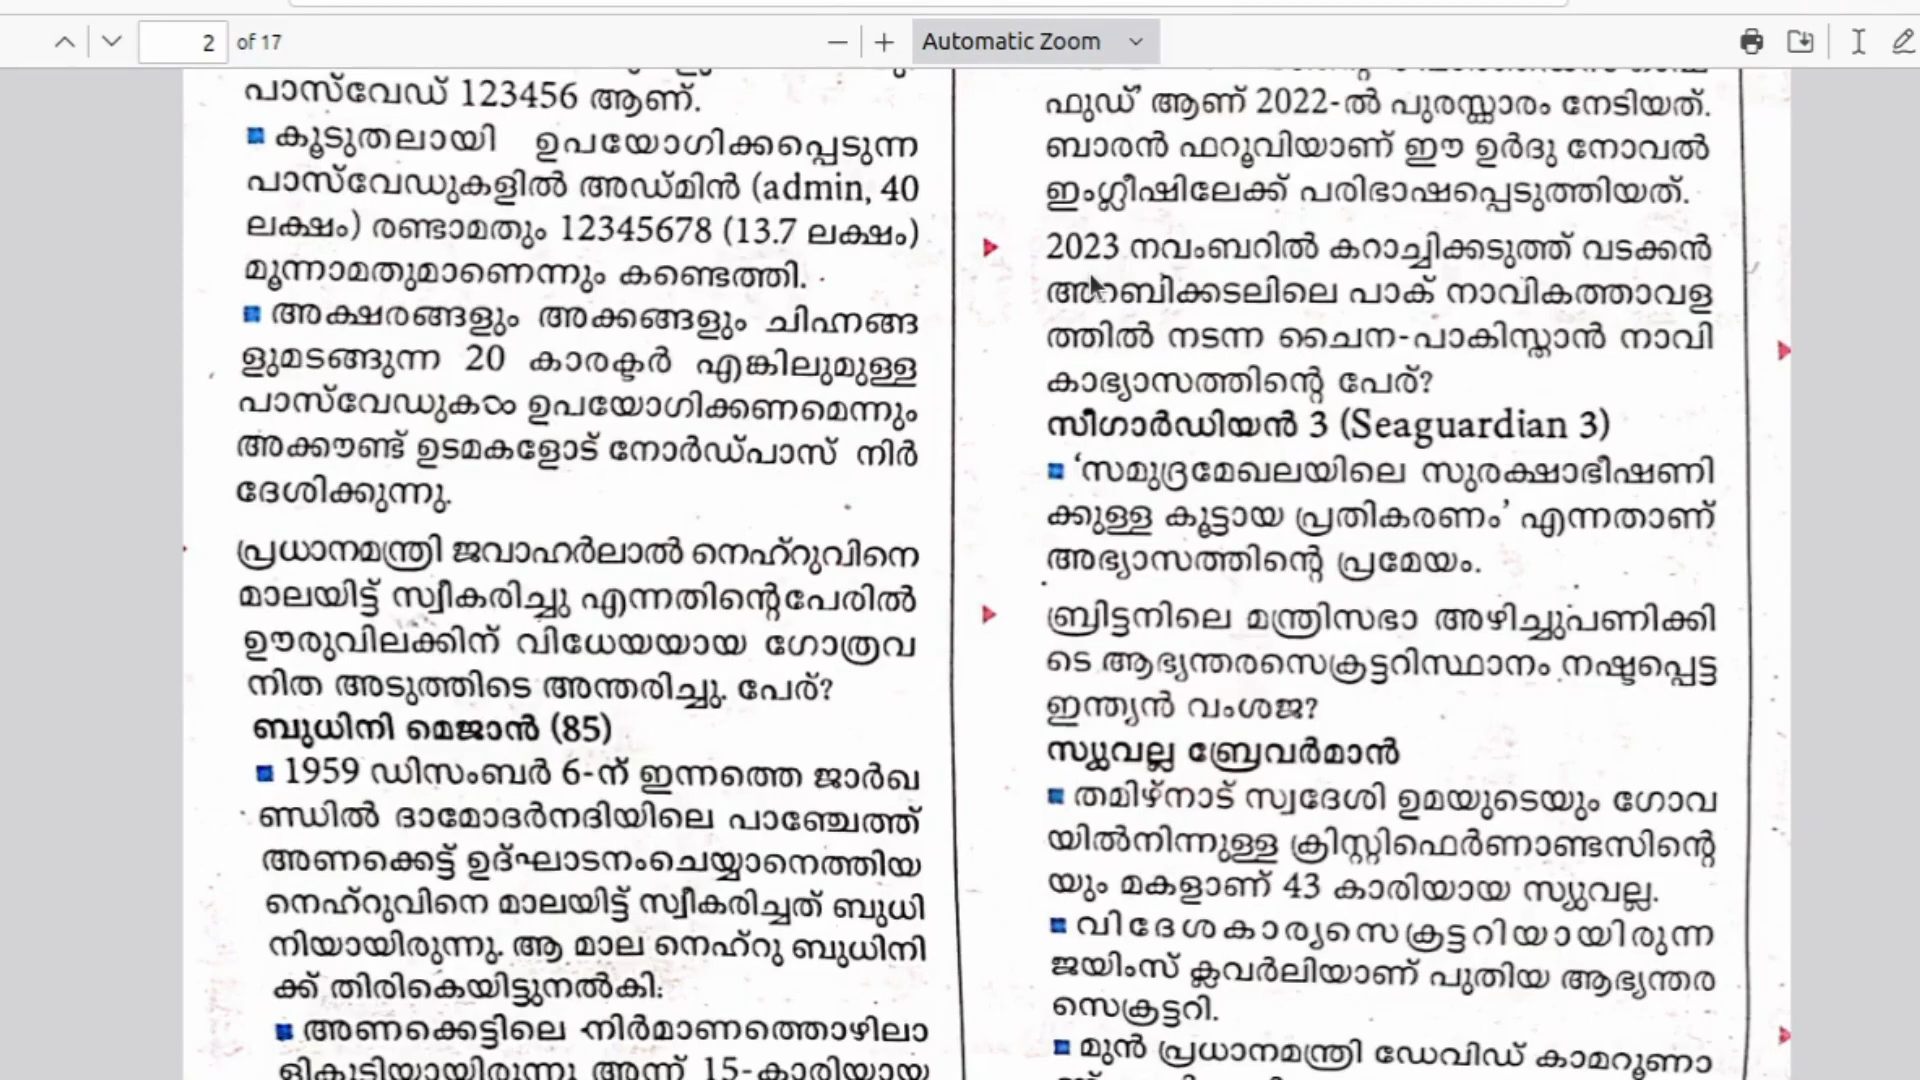 2 of 17
Automatic Zoom
പാസ്‌വേഡ് 123456 ആണ്.
കൂടുതലായി ഉപയോഗിക്കപ്പെടുന്ന
പാസ്‌വേഡുകളിൽ അഡ്മിൻ (admin, 40
ലക്ഷം) രണ്ടാമതും 12345678 (13.7 ലക്ഷം)
മൂന്നാമതുമാണെന്നും കണ്ടെത്തി.
അക്ഷരങ്ങളും അക്കങ്ങളും ചിഹ്നങ്ങ
ളുമടങ്ങുന്ന 20 കാരക്ടർ എങ്കിലുമുള്ള
പാസ്‌വേഡുകൾ ഉപയോഗിക്കണമെന്നും
അക്കൗണ്ട് ഉടമകളോട് നോർഡ്പാസ് നിർ
ദേശിക്കുന്നു.
പ്രധാനമന്ത്രി ജവാഹർലാൽ നെഹ്റുവിനെ
മാലയിട്ട് സ്വീകരിച്ചു എന്നതിന്റെപേരിൽ
ഊരുവിലക്കിന് വിധേയയായ ഗോത്രവ
നിത അടുത്തിടെ അന്തരിച്ചു. പേര്?
ബുധിനി മെജാൻ (85)
1959 ഡിസംബർ 6-ന് ഇന്നത്തെ ജാർഖ
ണ്ഡിൽ ദാമോദർനദിയിലെ പാഞ്ചേത്ത്
അണക്കെട്ട് ഉദ്ഘാടനംചെയ്യാനെത്തിയ
നെഹ്റുവിനെ മാലയിട്ട് സ്വീകരിച്ചത് ബുധി
നിയായിരുന്നു. ആ മാല നെഹ്റു ബുധിനി
ക്ക് തിരികെയിട്ടുനൽകി.
അണക്കെട്ടിലെ നിർമാണത്തൊഴിലാ
ളികൂടിയായിരുന്നു അന്ന് 15-കാരിയായ
ഫുഡ്' ആണ് 2022-ൽ പുരസ്കാരം നേടിയത്.
ബാരൻ ഫറൂഖിയാണ് ഈ ഉർദു നോവൽ
ഇംഗ്ലീഷിലേക്ക് പരിഭാഷപ്പെടുത്തിയത്.
2023 നവംബറിൽ കറാച്ചിക്കടുത്ത് വടക്കൻ
അറബിക്കടലിലെ പാക് നാവികത്താവള
ത്തിൽ നടന്ന ചൈന-പാകിസ്താൻ നാവി
കാഭ്യാസത്തിന്റെ പേര്?
സീഗാർഡിയൻ 3 (Seaguardian 3)
'സമുദ്രമേഖലയിലെ സുരക്ഷാഭീഷണി
ക്കുള്ള കൂട്ടായ പ്രതികരണം' എന്നതാണ്
അഭ്യാസത്തിന്റെ പ്രമേയം.
ബ്രിട്ടനിലെ മന്ത്രിസഭാ അഴിച്ചുപണിക്കി
ടെ ആഭ്യന്തരസെക്രട്ടറിസ്ഥാനം നഷ്ടപ്പെട്ട
ഇന്ത്യൻ വംശജ?
സ്യുവല്ല ബ്രേവർമാൻ
തമിഴ്നാട് സ്വദേശി ഉമയുടെയും ഗോവ
യിൽനിന്നുള്ള ക്രിസ്റ്റിഫെർണാണ്ടസിന്റെ
യും മകളാണ് 43 കാരിയായ സ്യുവല്ല.
വിദേശകാര്യസെക്രട്ടറിയായിരുന്ന
ജയിംസ് ക്ലവർലിയാണ് പുതിയ ആഭ്യന്തര
സെക്രട്ടറി.
മുൻ പ്രധാനമന്ത്രി ഡേവിഡ് കാമറൂണാ